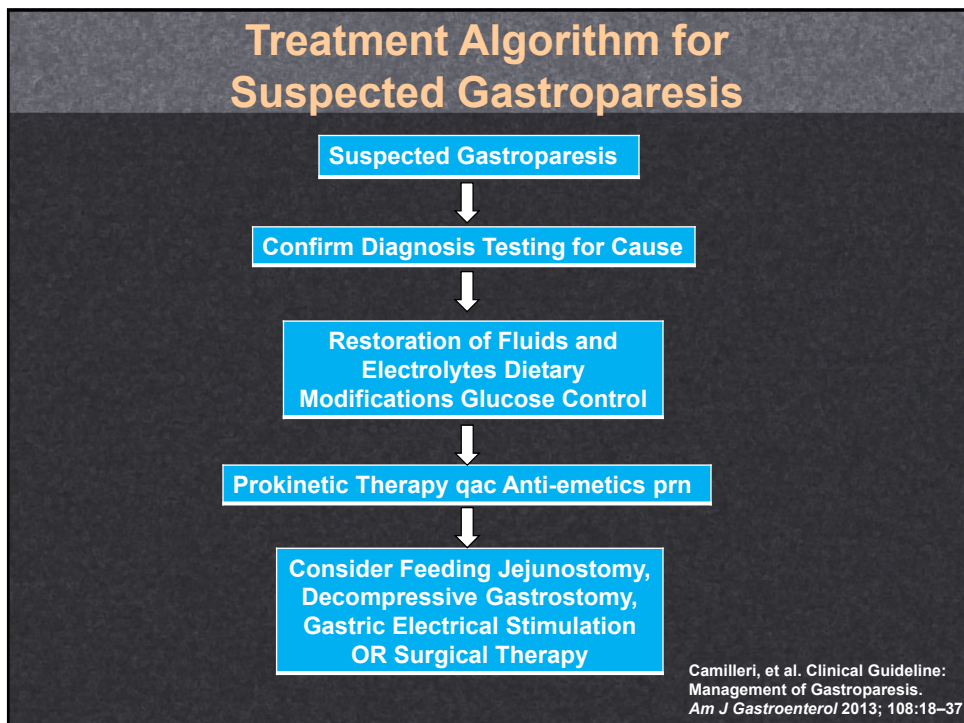 Treatment Algorithm for
Suspected Gastroparesis
Suspected Gastroparesis
Confirm Diagnosis Testing for Cause
Restoration of Fluids and
Electrolytes Dietary
Modifications Glucose Control
Prokinetic Therapy qac Anti-emetics prn
Consider Feeding Jejunostomy,
Decompressive Gastrostomy,
Gastric Electrical Stimulation
OR Surgical Therapy
Camilleri, et al. Clinical Guideline:
Management of Gastroparesis.
Am J Gastroenterol 2013; 108:18–37